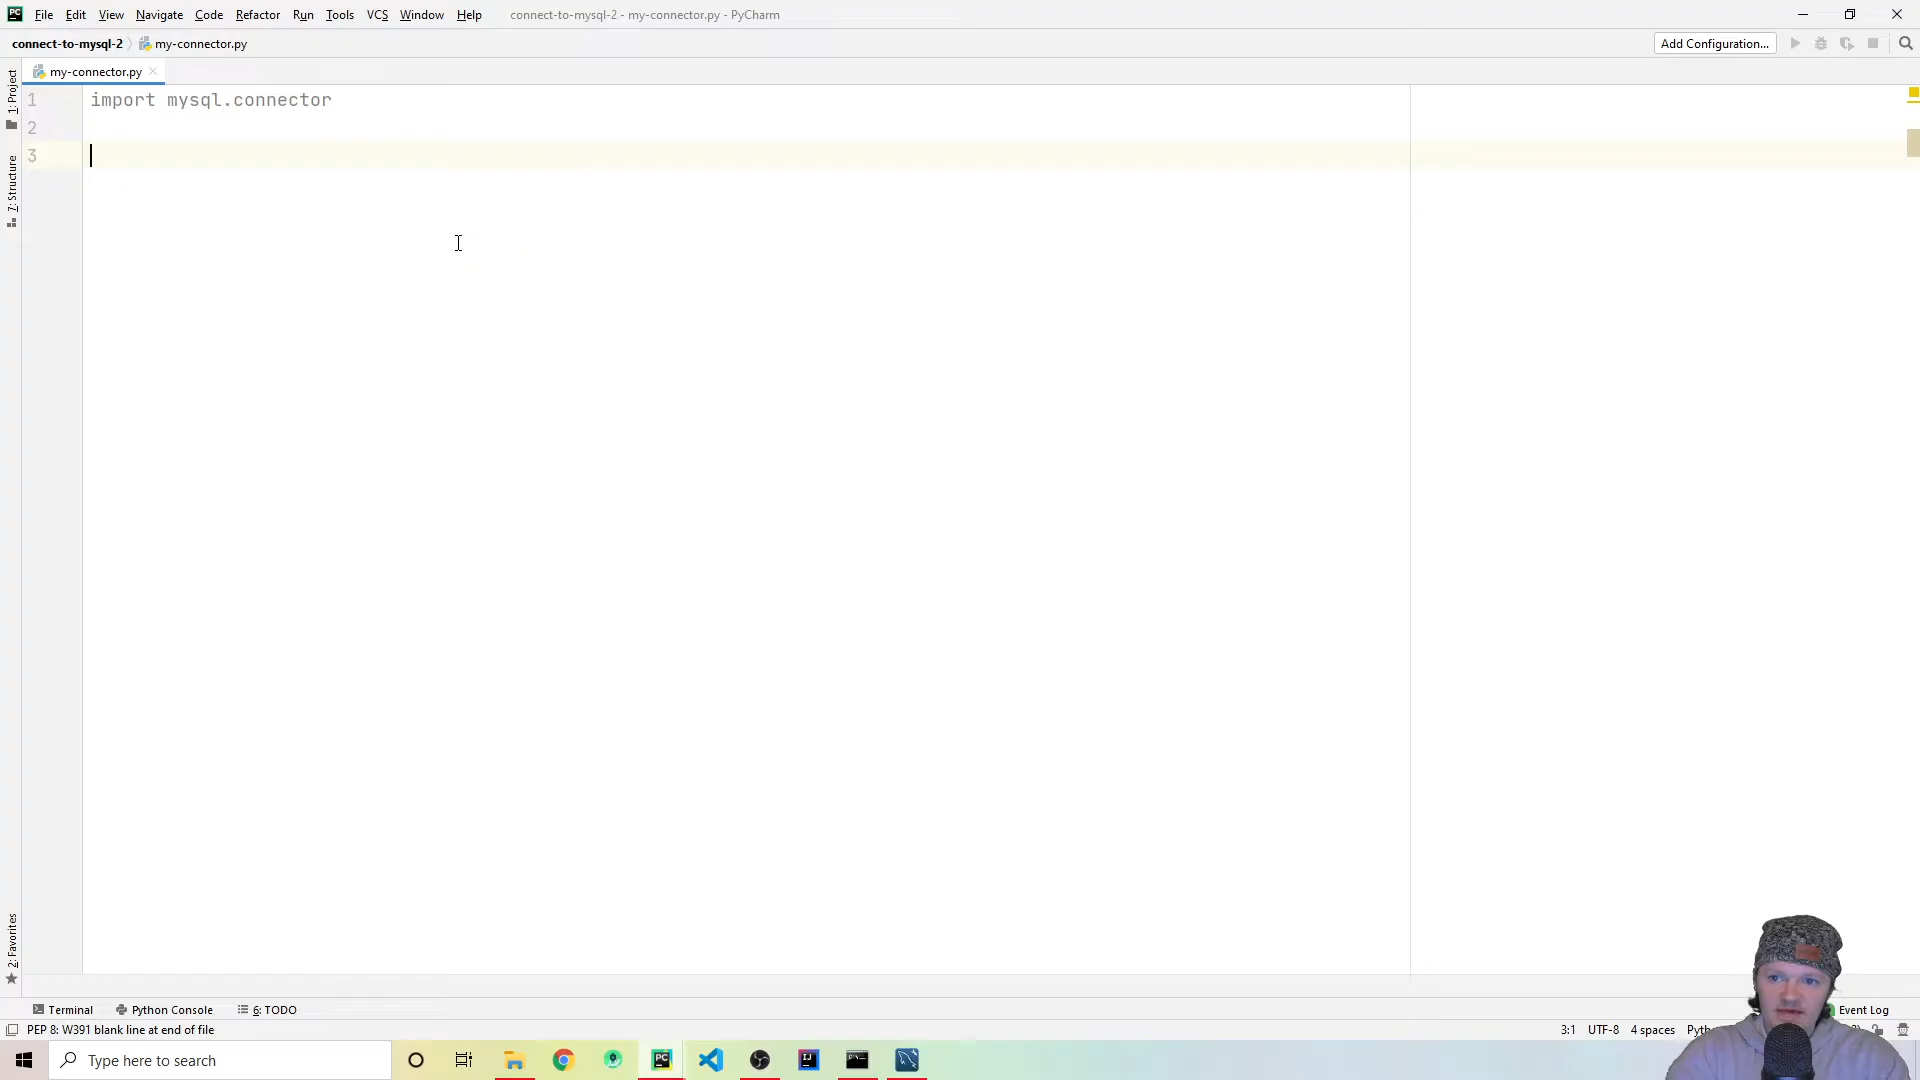 PC File Edit View Navigate Code Refactor Run Tools VCS Window Help connect-to-mysql-2 - my-connector.py - PyCharm
connect-to-mysql-2 my-connector.py Add Configuration...
my-connector.py
1: Project
1 import mysql.connector
2
3
7: Structure
2: Favorites
Terminal Python Console 6: TODO Event Log
PEP 8: W391 blank line at end of file 3:1 UTF-8 4 spaces
Type here to search PC IJ